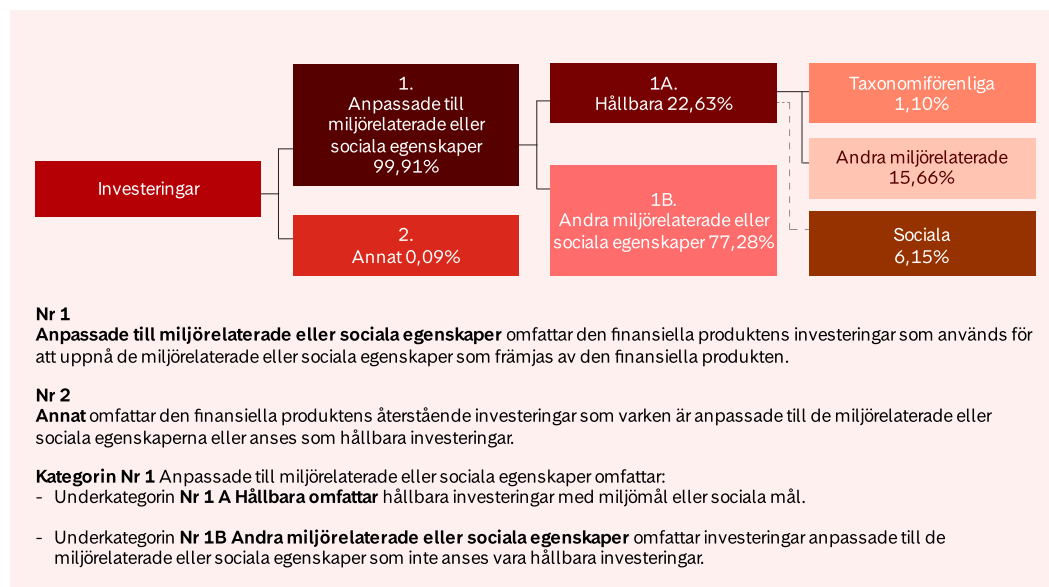 Investeringar
1.
Anpassade till
miljörelaterade eller
sociala egenskaper
99,91%
2.
Annat 0,09%
1A.
Hållbara 22,63%
1B.
Andra miljörelaterade eller
sociala egenskaper 77,28%
Taxonomiförenliga
1,10%
Andra miljörelaterade
15,66%
Sociala
6,15%
Nr 1
Anpassade till miljörelaterade eller sociala egenskaper omfattar den finansiella produktens investeringar som används för
att uppnå de miljörelaterade eller sociala egenskaper som främjas av den finansiella produkten.
Nr 2
Annat omfattar den finansiella produktens återstående investeringar som varken är anpassade till de miljörelaterade eller
sociala egenskaperna eller anses som hållbara investeringar.
Kategorin Nr 1 Anpassade till miljörelaterade eller sociala egenskaper omfattar:
- Underkategorin Nr 1 A Hållbara omfattar hållbara investeringar med miljömål eller sociala mål.
- Underkategorin Nr 1B Andra miljörelaterade eller sociala egenskaper omfattar investeringar anpassade till de
miljörelaterade eller sociala egenskaper som inte anses vara hållbara investeringar.